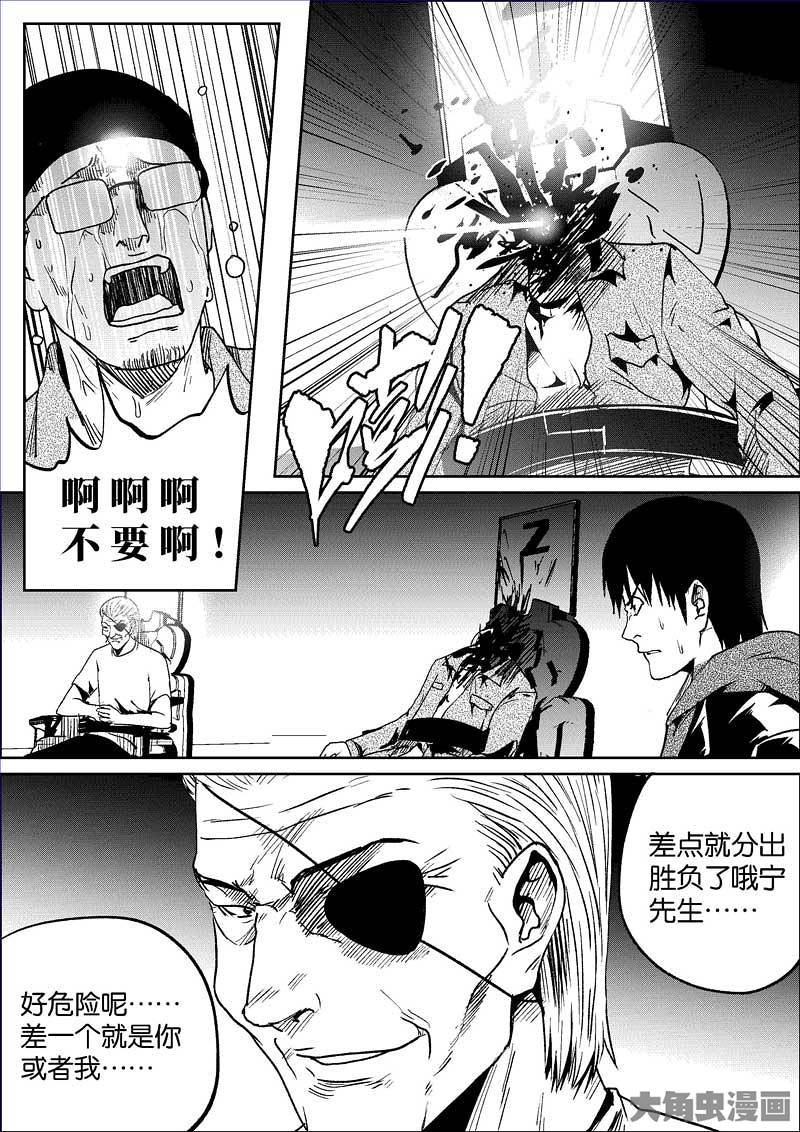 啊啊啊
不要啊！
Z
差点就分出
胜负了哦宁
先生……
好危险呢……
差一个就是你
或者我……
大角虫漫画